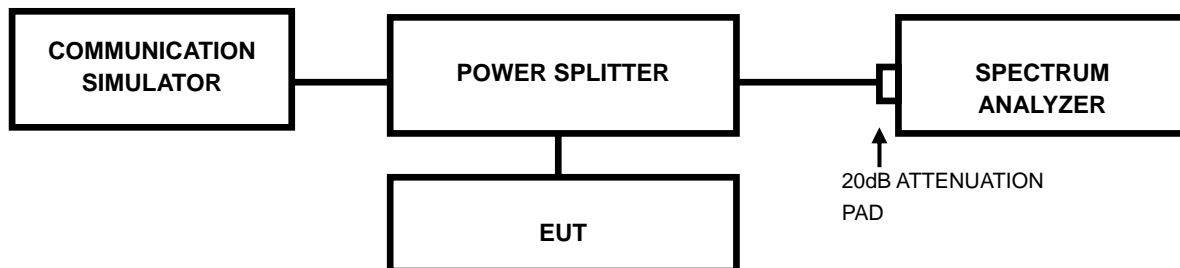 COMMUNICATION
SIMULATOR
POWER SPLITTER
SPECTRUM
ANALYZER
20dB ATTENUATION
PAD
EUT